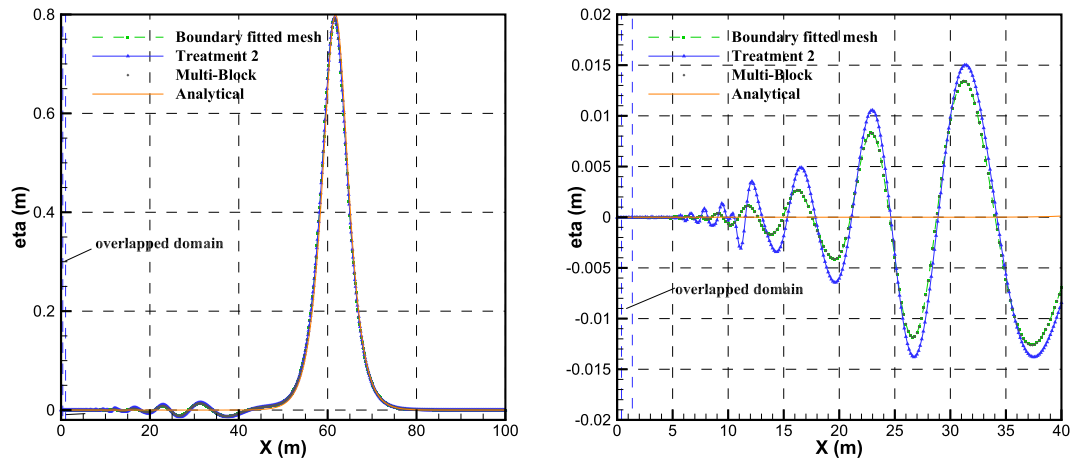 0.8
0.6
0.4
0.2
0
eta (m)
Boundary fitted mesh
Treatment 2
Multi-Block
Analytical
overlapped domain
0 20 40 60 80 100
X (m)
0.02
0.015
0.01
0.005
0
-0.005
-0.01
-0.015
-0.02
eta (m)
Boundary fitted mesh
Treatment 2
Multi-Block
Analytical
overlapped domain
0 5 10 15 20 25 30 35 40
X (m)